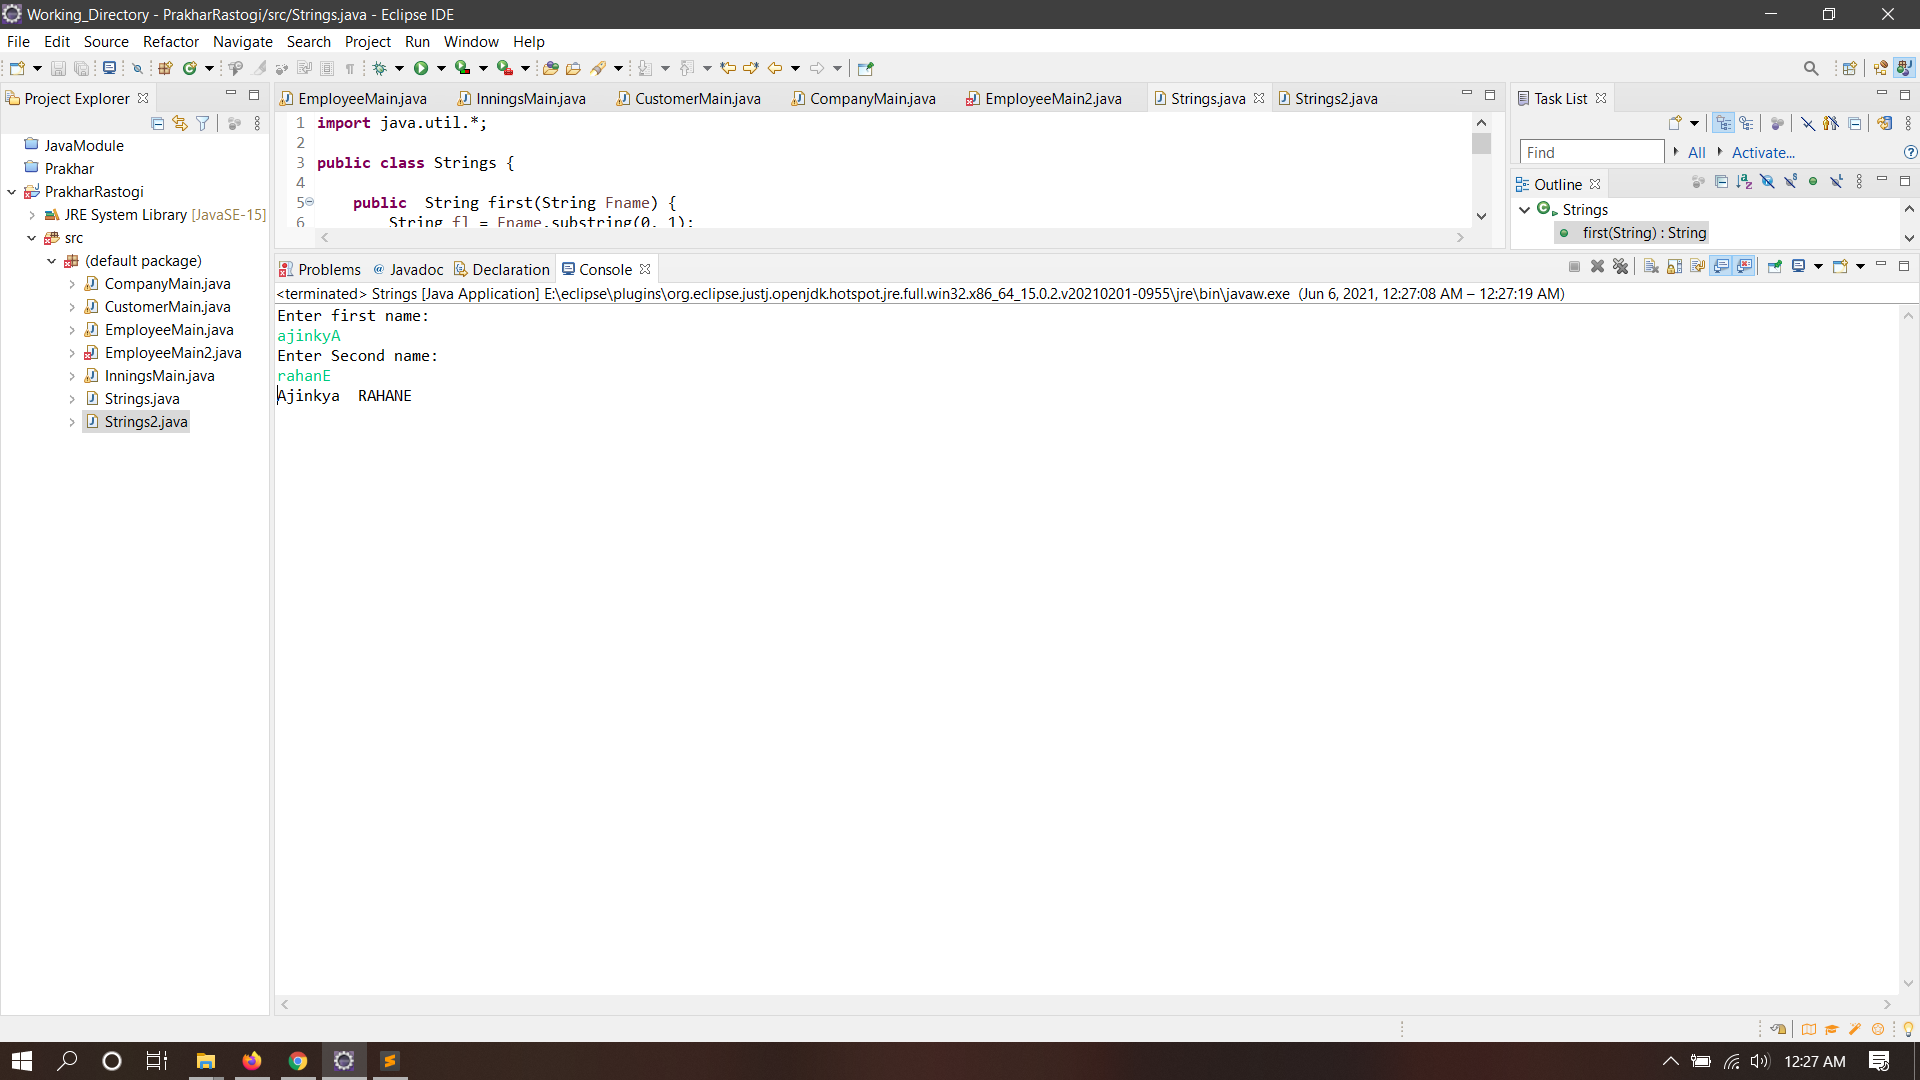 Working_Directory - PrakharRastogi/src/Strings.java - Eclipse IDE
File Edit Source Refactor Navigate Search Project Run Window Help
Project Explorer
JavaModule
Prakhar
PrakharRastogi
JRE System Library [JavaSE-15]
src
(default package)
CompanyMain.java
CustomerMain.java
EmployeeMain.java
EmployeeMain2.java
InningsMain.java
Strings.java
Strings2.java
EmployeeMain.java InningsMain.java CustomerMain.java CompanyMain.java EmployeeMain2.java Strings.java Strings2.java
1 import java.util.*;
2
3 public class Strings {
4
5 public  String first(String Fname) {
6 String fl = Fname.substring(0, 1);
Task List
Find All Activate...
Outline
Strings
first(String) : String
Problems @ Javadoc Declaration Console
<terminated> Strings [Java Application] E:\eclipse\plugins\org.eclipse.justj.openjdk.hotspot.jre.full.win32.x86_64_15.0.2.v20210201-0955\jre\bin\javaw.exe (Jun 6, 2021, 12:27:08 AM – 12:27:19 AM)
Enter first name:
ajinkyA
Enter Second name:
rahanE
Ajinkya  RAHANE
12:27 AM